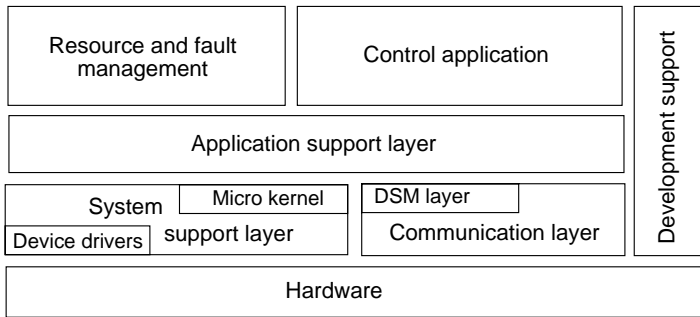 Resource and fault
management
Control application
Development support
Application support layer
System
Micro kernel
Device drivers
support layer
DSM layer
Communication layer
Hardware